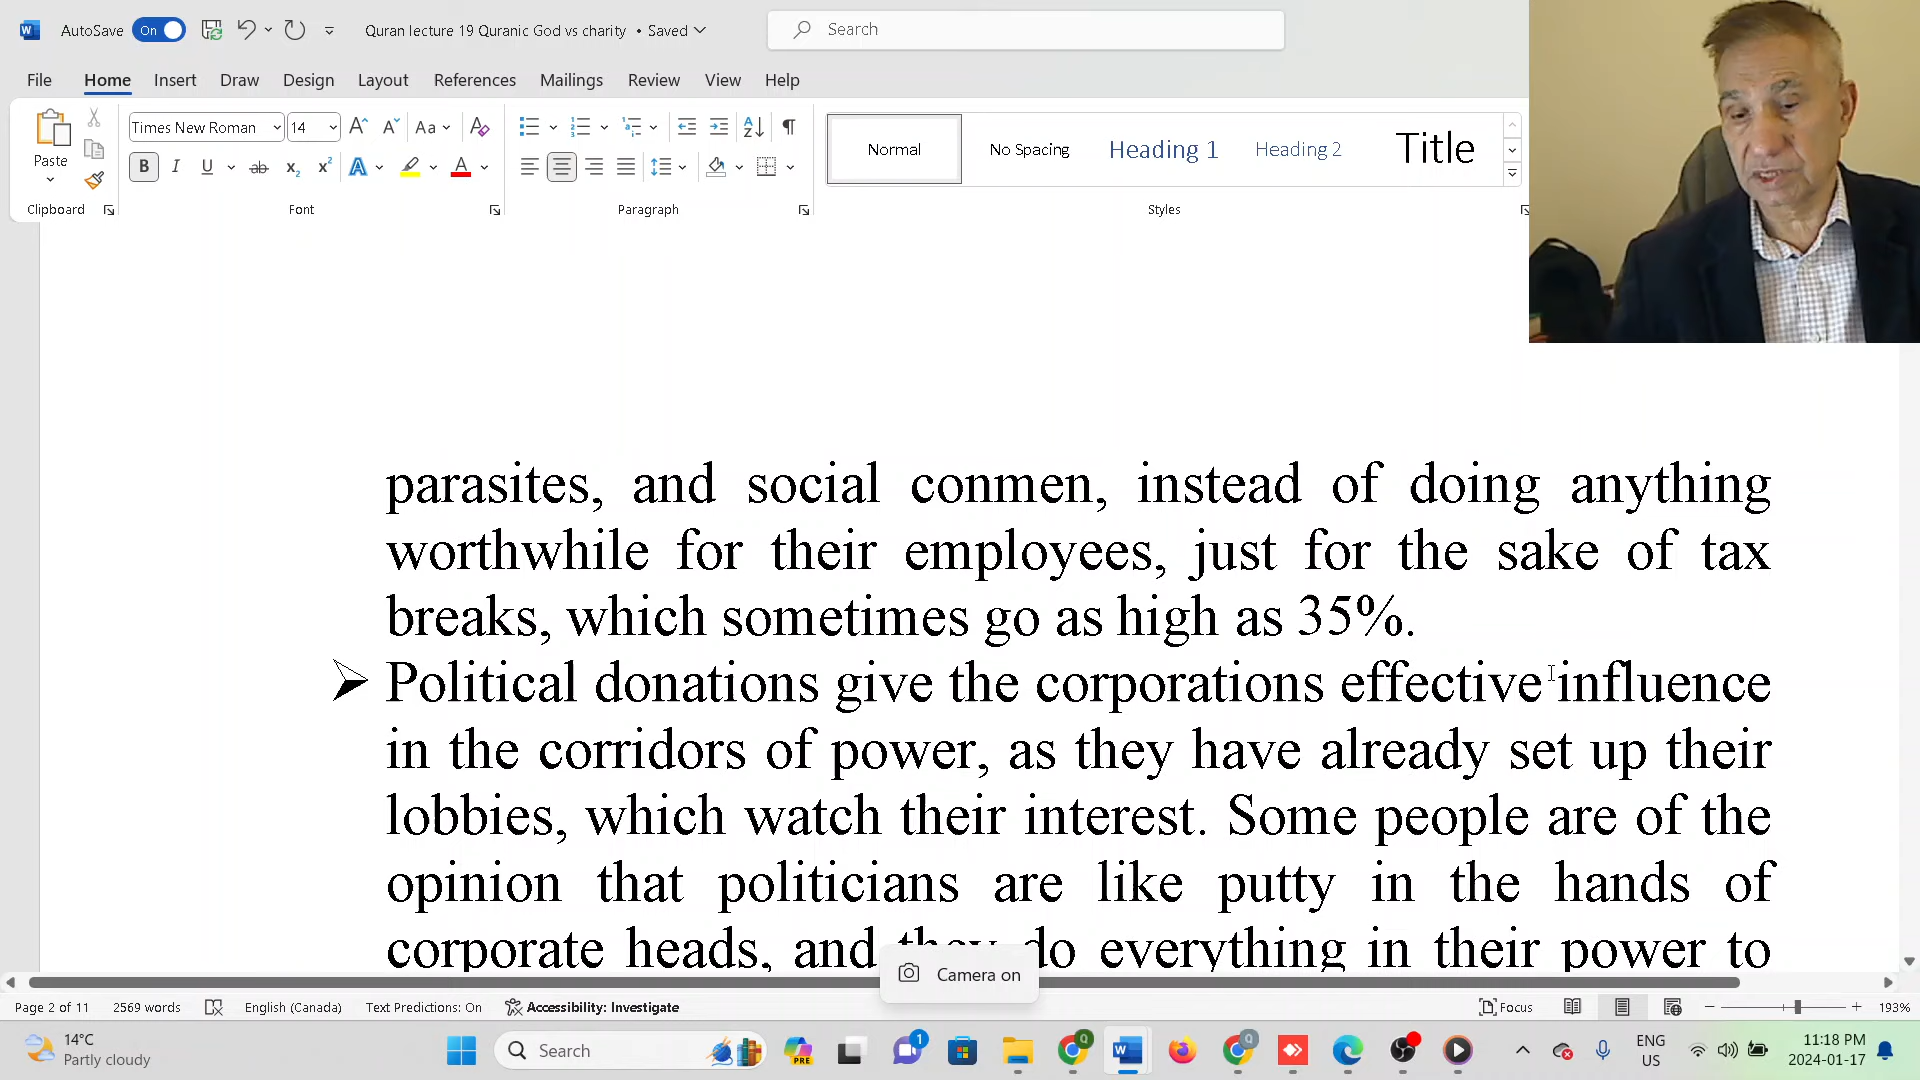 AutoSave On Quran lecture 19 Quranic God vs charity • Saved Search
File Home Insert Draw Design Layout References Mailings Review View Help
Paste Times New Roman 14 Aa Normal No Spacing Heading 1 Heading 2 Title
Clipboard Font Paragraph Styles
parasites, and social conmen, instead of doing anything
worthwhile for their employees, just for the sake of tax
breaks, which sometimes go as high as 35%.
➢ Political donations give the corporations effective influence
in the corridors of power, as they have already set up their
lobbies, which watch their interest. Some people are of the
opinion that politicians are like putty in the hands of
corporate heads, and they do everything in their power to
Camera on
Page 2 of 11 2569 words English (Canada) Text Predictions: On Accessibility: Investigate Focus 193%
14°C
Partly cloudy
Search
PRE
1
ENG
US
11:18 PM
2024-01-17